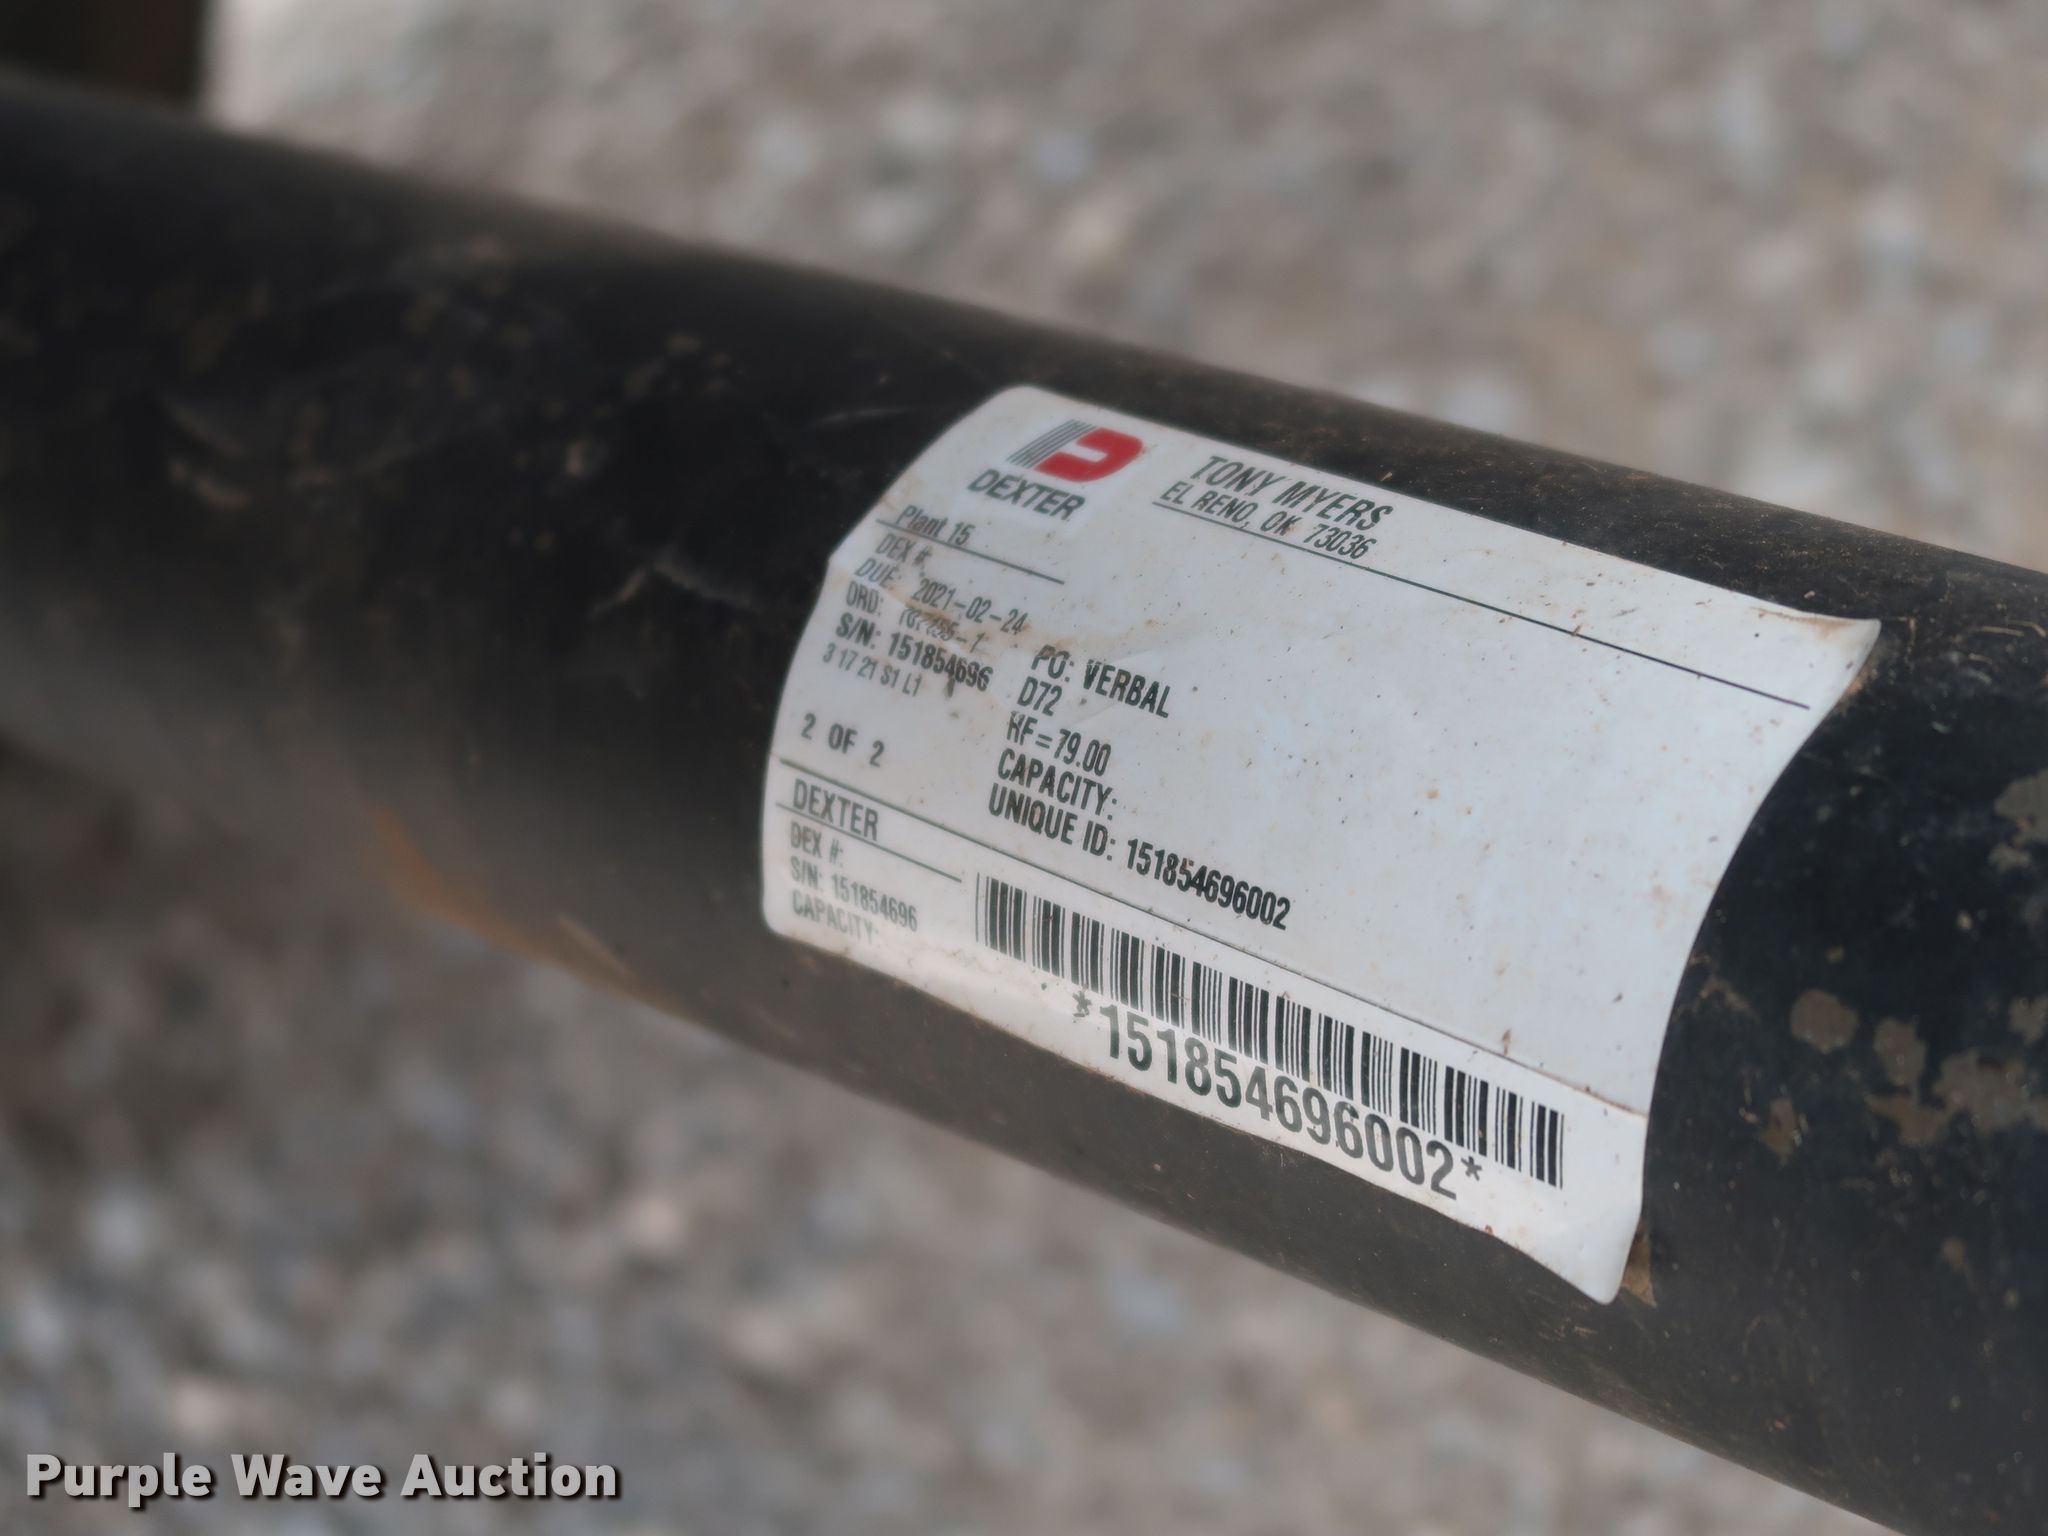 DEXTER
TONY MYERS
EL RENO, OK 73036
Plant 15
DEX #:
DUE: 2021-02-24
ORD:
S/N: 151854696
3 17 21 S1 L1
2 OF 2
PO: VERBAL
D72
HF=79.00
CAPACITY:
UNIQUE ID: 151854696002
DEXTER
DEX #:
S/N: 151854696
CAPACITY:
*151854696002*
Purple Wave Auction